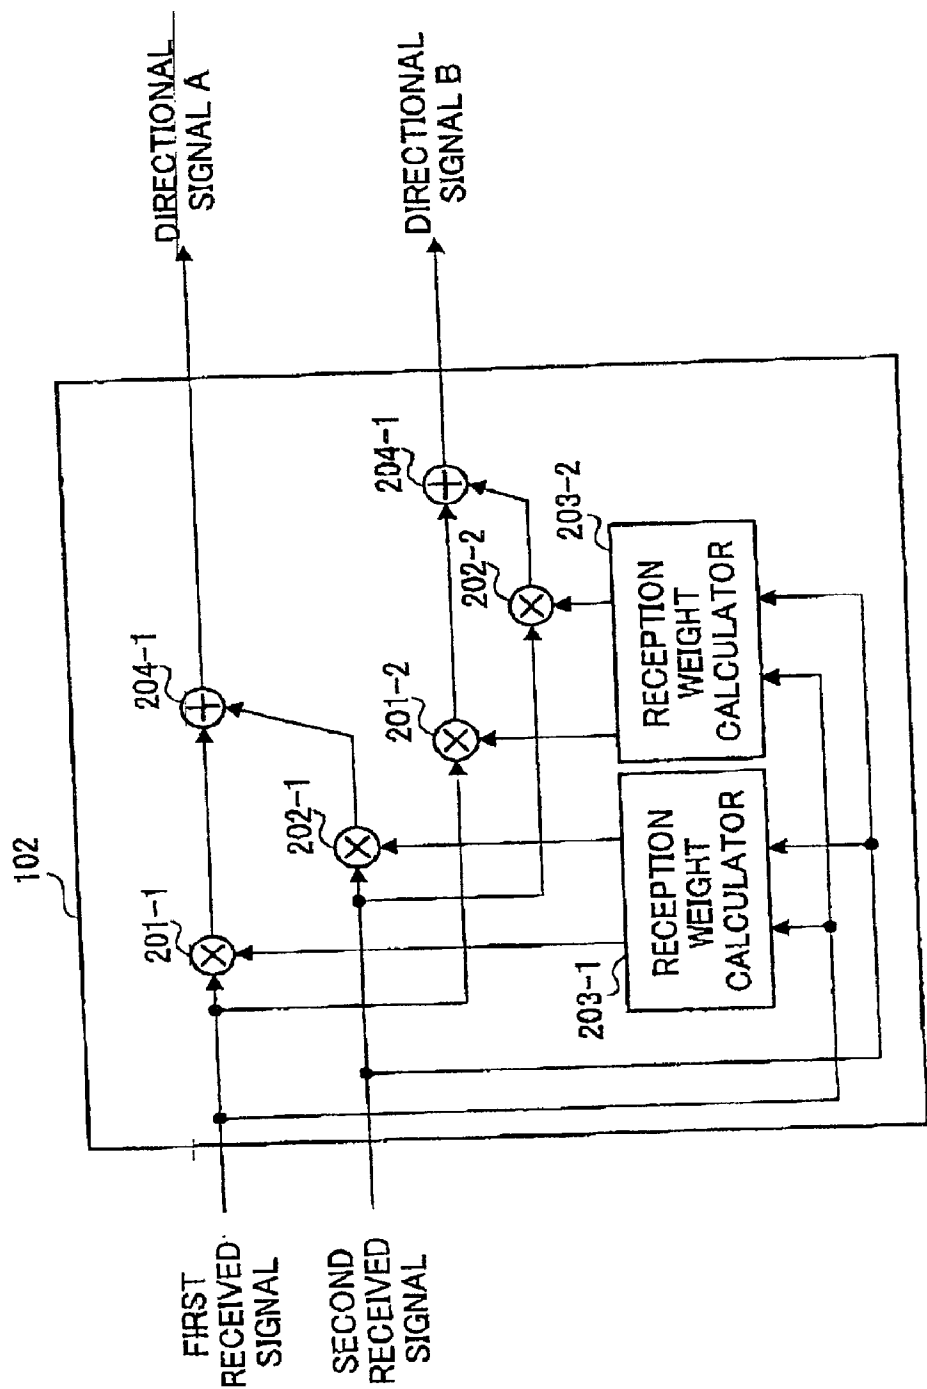 102
FIRST
RECEIVED
SIGNAL
SECOND
RECEIVED
SIGNAL
201-1
202-1
204-1
201-2
202-2
204-1
203-1
RECEPTION
WEIGHT
CALCULATOR
203-2
RECEPTION
WEIGHT
CALCULATOR
DIRECTIONAL
SIGNAL A
DIRECTIONAL
SIGNAL B